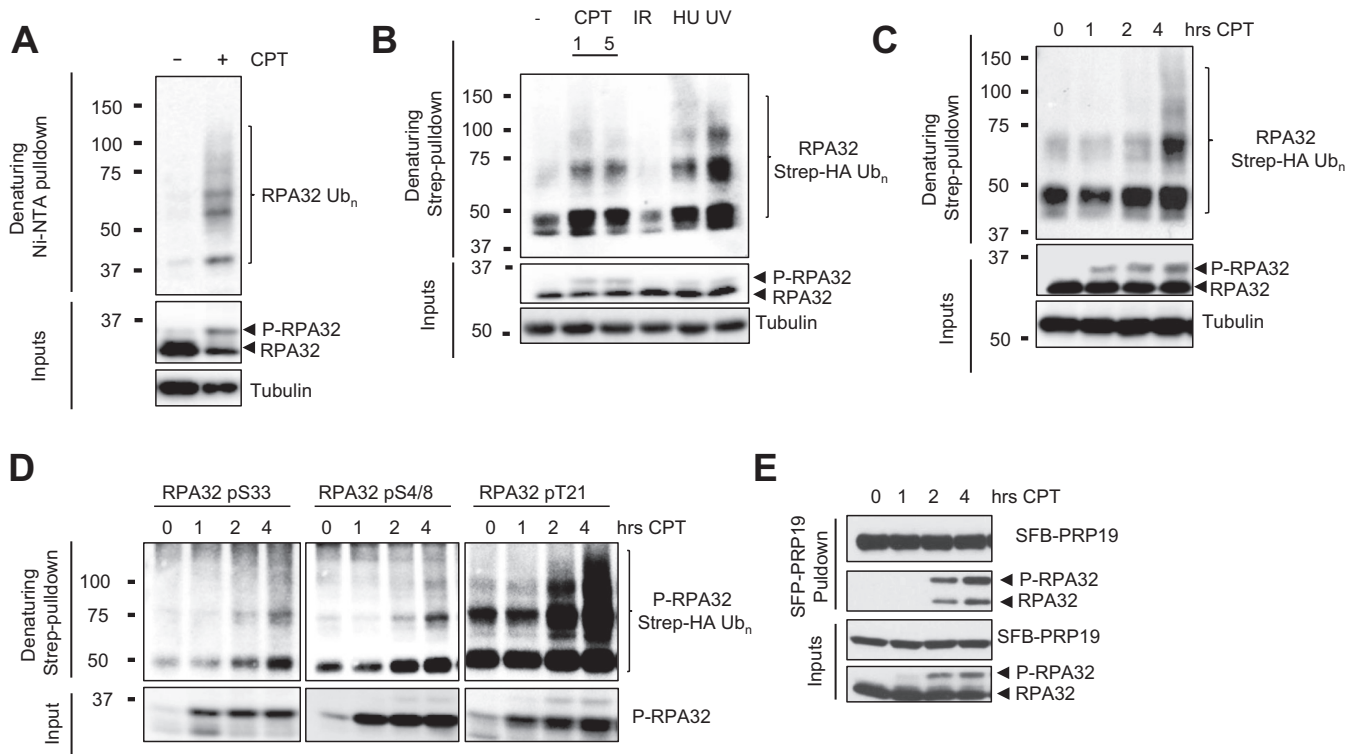 A
− + CPT
Denaturing
Ni-NTA pulldown
150
100
75
50
37
RPA32 Ubn
Inputs
37
P-RPA32
RPA32
Tubulin
B
- CPT IR HU UV
1 5
Denaturing
Strep-pulldown
150
100
75
50
37
RPA32
Strep-HA Ubn
Inputs
37
P-RPA32
RPA32
50
Tubulin
C
0 1 2 4 hrs CPT
Denaturing
Strep-pulldown
150
100
75
50
37
RPA32
Strep-HA Ubn
Inputs
37
P-RPA32
RPA32
50
Tubulin
D
RPA32 pS33 RPA32 pS4/8 RPA32 pT21
0 1 2 4 0 1 2 4 0 1 2 4 hrs CPT
Denaturing
Strep-pulldown
100
75
50
P-RPA32
Strep-HA Ubn
Input
37
P-RPA32
E
0 1 2 4 hrs CPT
SFP-PRP19
Puldown
SFB-PRP19
P-RPA32
RPA32
Inputs
SFB-PRP19
P-RPA32
RPA32